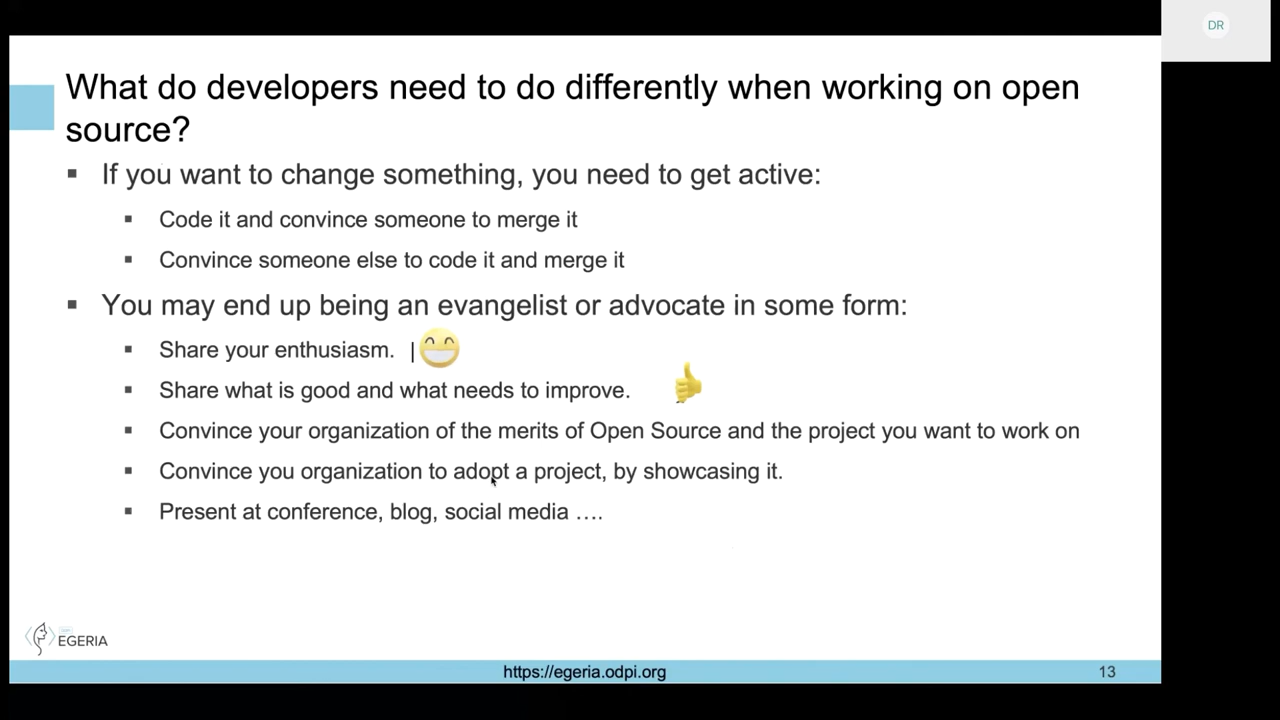 DR
What do developers need to do differently when working on open
source?
▪ If you want to change something, you need to get active:
▪ Code it and convince someone to merge it
▪ Convince someone else to code it and merge it
▪ You may end up being an evangelist or advocate in some form:
▪ Share your enthusiasm. |
▪ Share what is good and what needs to improve.
▪ Convince your organization of the merits of Open Source and the project you want to work on
▪ Convince you organization to adopt a project, by showcasing it.
▪ Present at conference, blog, social media ….
EGERIA
https://egeria.odpi.org
13